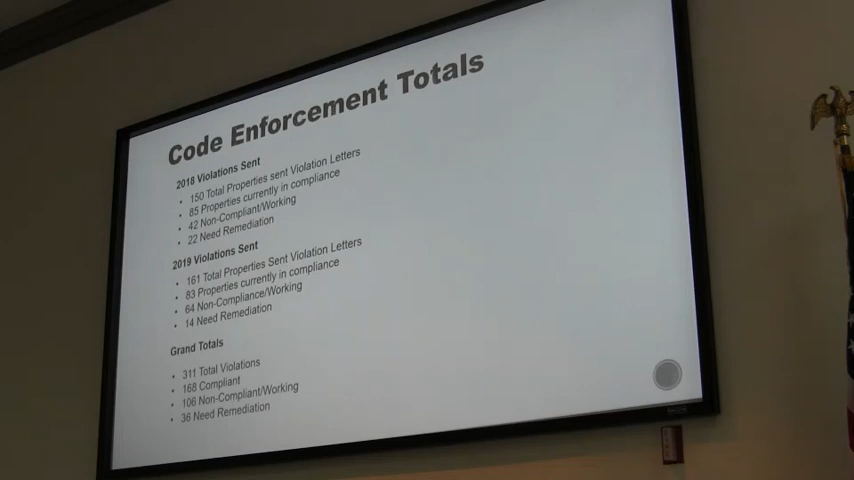 Code Enforcement Totals
2018 Violations Sent
• 150 Total Properties sent Violation Letters
• 85 Properties currently in compliance
• 42 Non-Compliant/Working
• 22 Need Remediation
2019 Violations Sent
• 161 Total Properties Sent Violation Letters
• 83 Properties currently in compliance
• 64 Non-Compliance/Working
• 14 Need Remediation
Grand Totals
• 311 Total Violations
• 168 Compliant
• 106 Non-Compliant/Working
• 36 Need Remediation